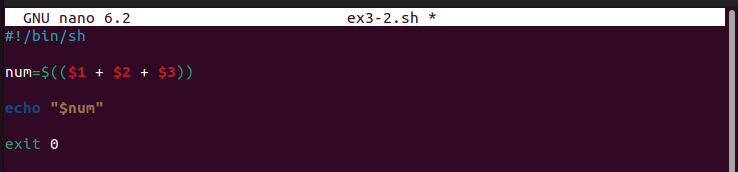 GNU nano 6.2 ex3-2.sh *
#!/bin/sh
num=$(($1 + $2 + $3))
echo "$num"
exit 0